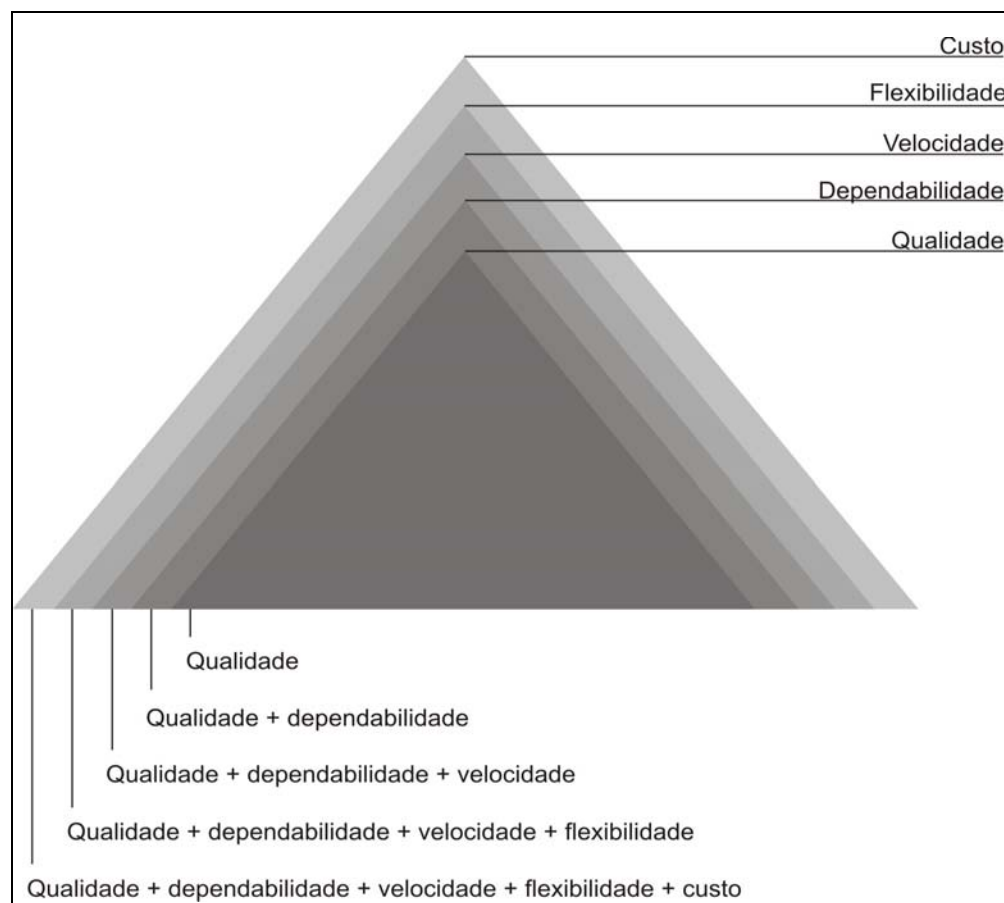 Custo
Flexibilidade
Velocidade
Dependabilidade
Qualidade
Qualidade
Qualidade + dependabilidade
Qualidade + dependabilidade + velocidade
Qualidade + dependabilidade + velocidade + flexibilidade
Qualidade + dependabilidade + velocidade + flexibilidade + custo